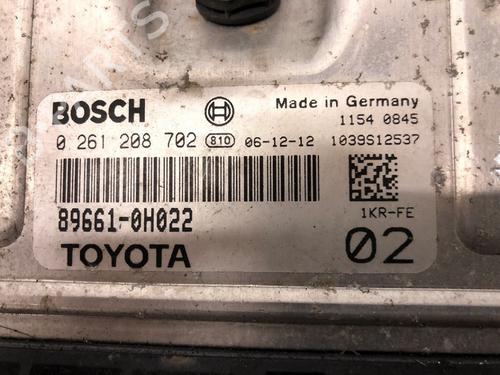 BOSCH
Made in Germany
1154 0845
0 261 208 702 810 06-12-12 1039S12537
89661-0H022
1KR-FE
TOYOTA
02